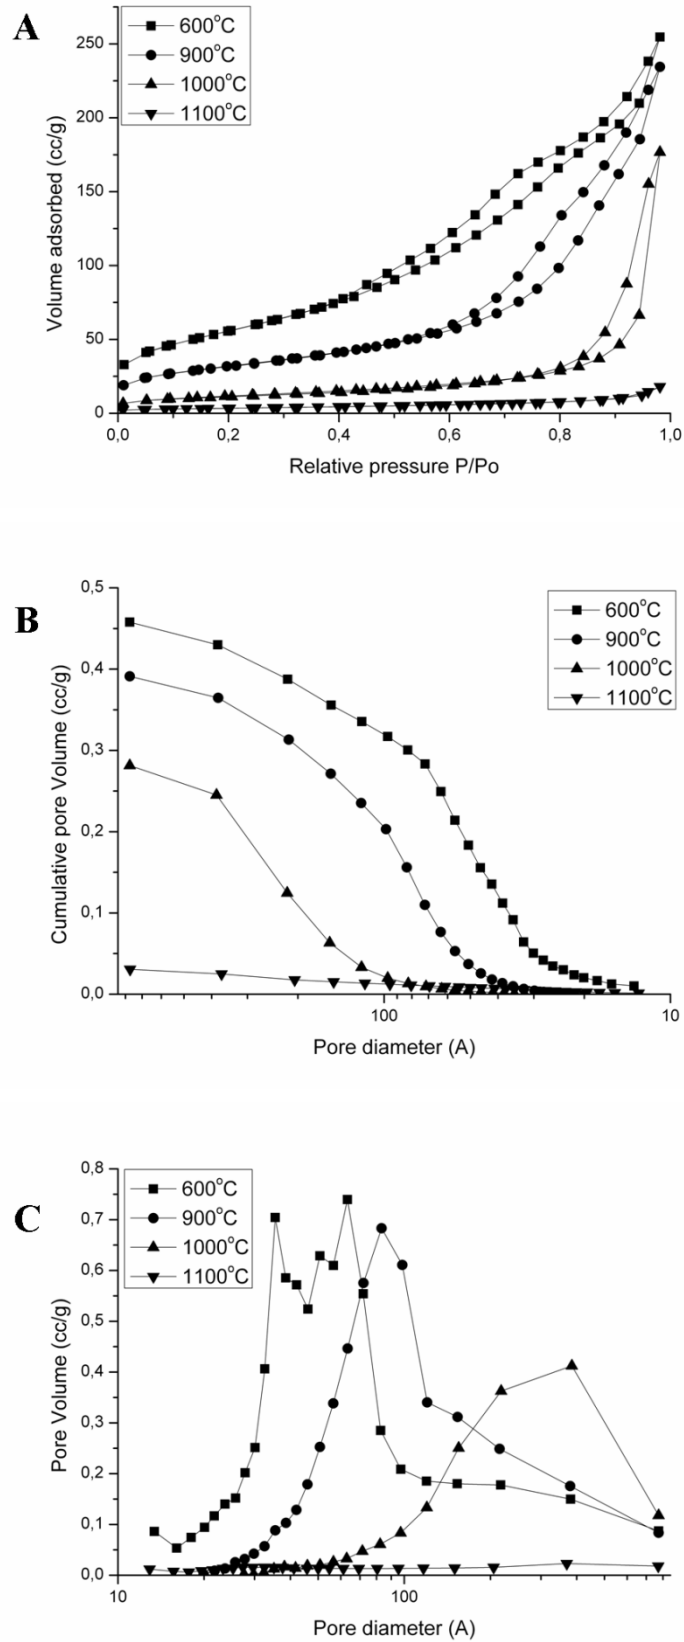 A
600°C
900°C
1000°C
1100°C
250
200
150
100
50
0
Volume adsorbed (cc/g)
0,0 0,2 0,4 0,6 0,8 1,0
Relative pressure P/Po
B
600°C
900°C
1000°C
1100°C
0,5
0,4
0,3
0,2
0,1
0,0
Cumulative pore Volume (cc/g)
100 10
Pore diameter (A)
C
600°C
900°C
1000°C
1100°C
0,8
0,7
0,6
0,5
0,4
0,3
0,2
0,1
0,0
Pore Volume (cc/g)
10 100
Pore diameter (A)